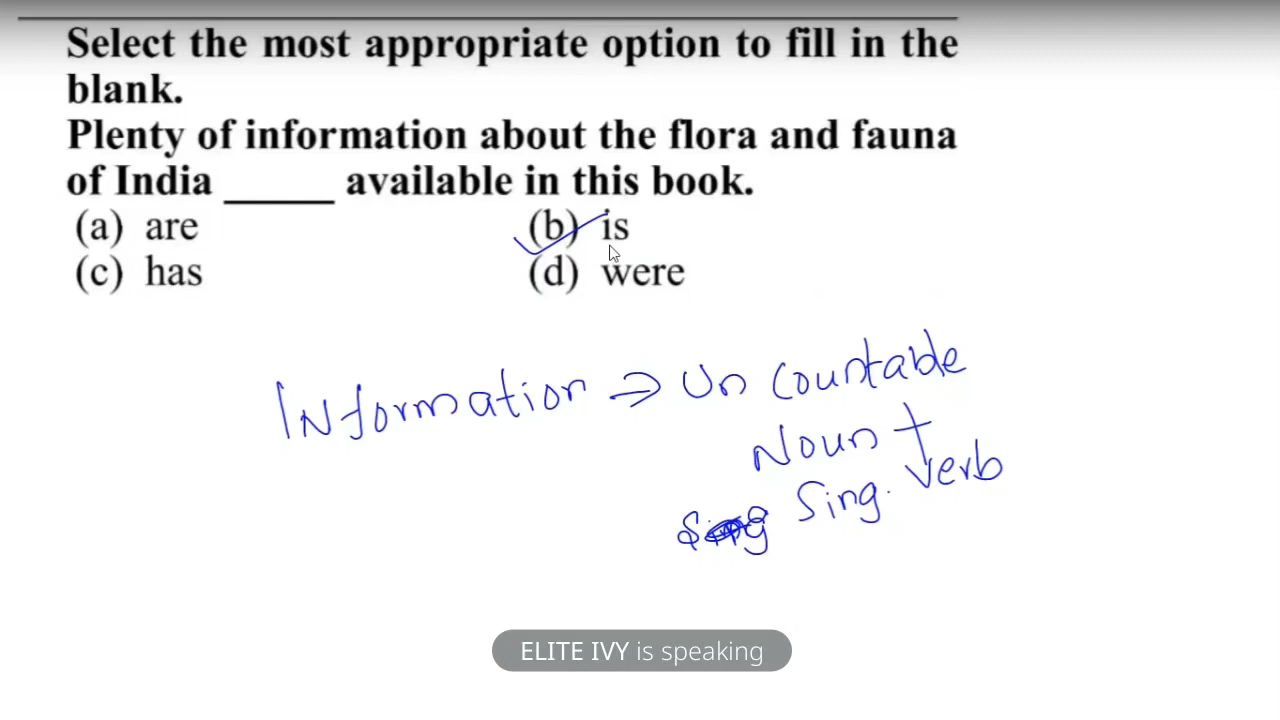 Select the most appropriate option to fill in the
blank.
Plenty of information about the flora and fauna
of India _____ available in this book.
(a) are (b) is
(c) has (d) were
Information ⇒ Un Countable
Noun +
Sing. Verb
ELITE IVY is speaking